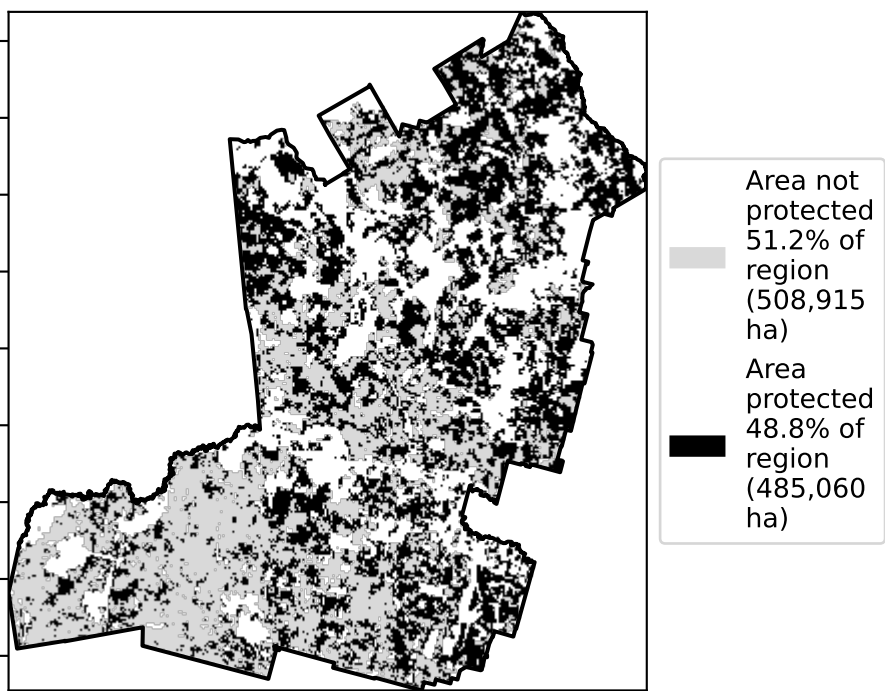 Area not
protected
51.2% of
region
(508,915
ha)
Area
protected
48.8% of
region
(485,060
ha)